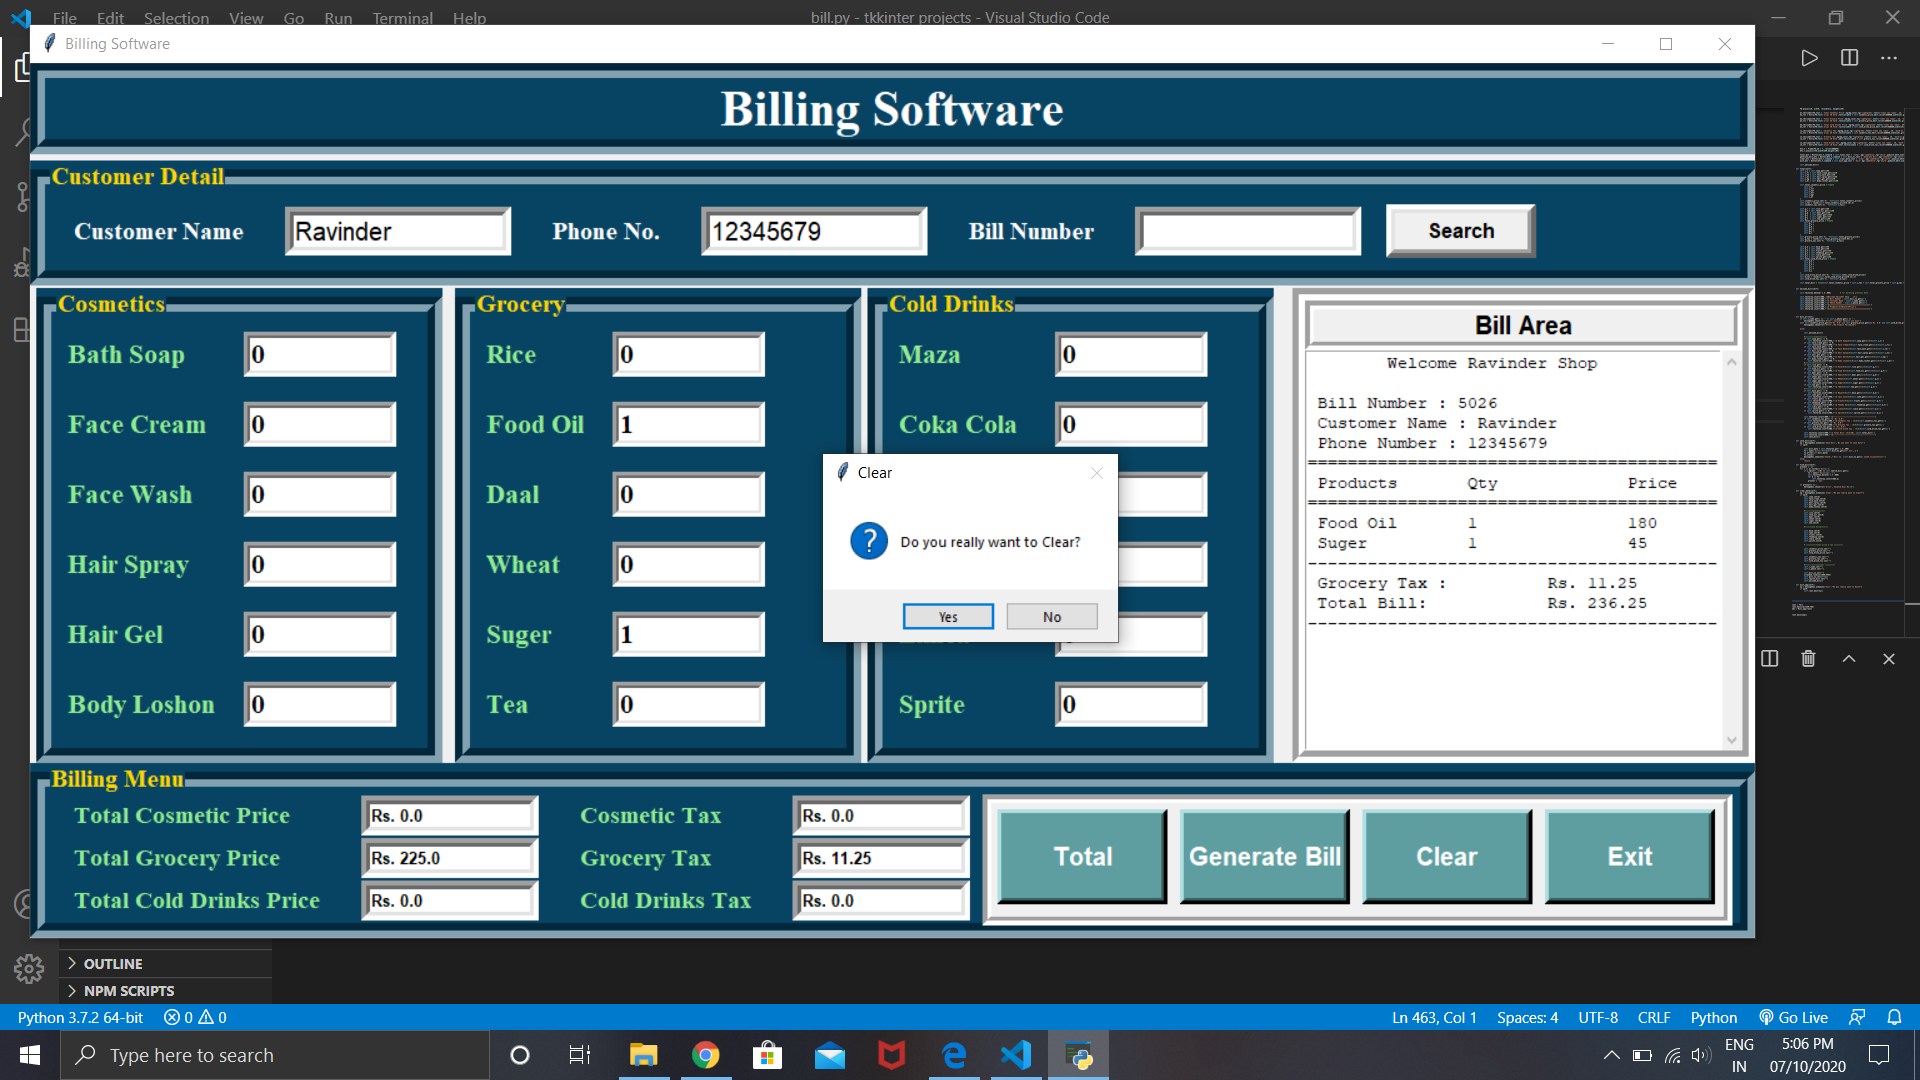 File Edit Selection View Go Run Terminal Help
bill.py - tkkinter projects - Visual Studio Code
Billing Software
Billing Software
Customer Detail
Customer Name Ravinder Phone No. 12345679 Bill Number Search
Cosmetics
Bath Soap 0
Face Cream 0
Face Wash 0
Hair Spray 0
Hair Gel 0
Body Loshon 0
Grocery
Rice 0
Food Oil 1
Daal 0
Wheat 0
Suger 1
Tea 0
Cold Drinks
Maza 0
Coka Cola 0
Sprite 0
Clear
Do you really want to Clear?
Yes No
Bill Area
Welcome Ravinder Shop
Bill Number : 5026
Customer Name : Ravinder
Phone Number : 12345679
=========================================
Products Qty Price
=========================================
Food Oil 1 180
Suger 1 45
-----------------------------------------
Grocery Tax : Rs. 11.25
Total Bill: Rs. 236.25
-----------------------------------------
Billing Menu
Total Cosmetic Price Rs. 0.0 Cosmetic Tax Rs. 0.0
Total Grocery Price Rs. 225.0 Grocery Tax Rs. 11.25
Total Cold Drinks Price Rs. 0.0 Cold Drinks Tax Rs. 0.0
Total Generate Bill Clear Exit
OUTLINE
NPM SCRIPTS
Python 3.7.2 64-bit 0 0 Ln 463, Col 1 Spaces: 4 UTF-8 CRLF Python Go Live
Type here to search
ENG
IN
5:06 PM
07/10/2020